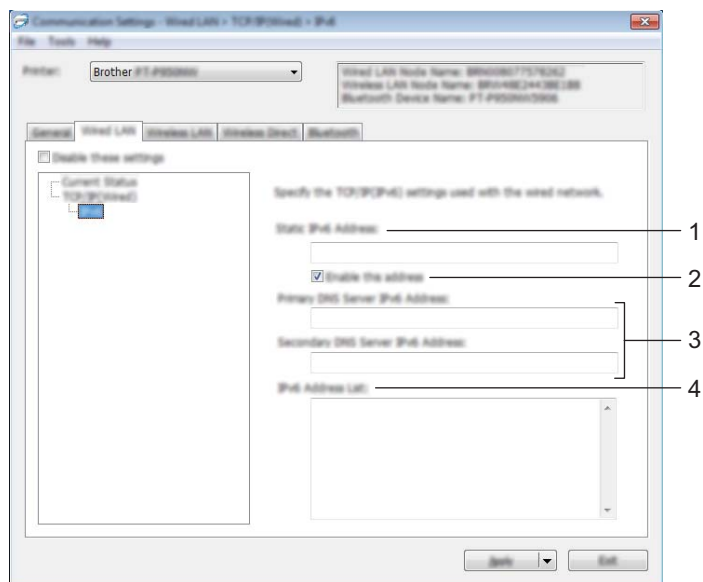 Communication Settings - Wired LAN > TCP/IP(Wired) > IPv6
File Tools Help
Printer:
Brother PT-P950NW
Wired LAN Node Name:
Wireless LAN Node Name:
Bluetooth Device Name:
General Wired LAN Wireless LAN Wireless Direct Bluetooth
Disable these settings
Current Status
TCP/IP(Wired)
IPv6
Specify the TCP/IP(IPv6) settings used with the wired network.
Static IPv6 Address:
1
Enable this address
2
Primary DNS Server IPv6 Address:
3
Secondary DNS Server IPv6 Address:
IPv6 Address List:
4
Apply
Exit